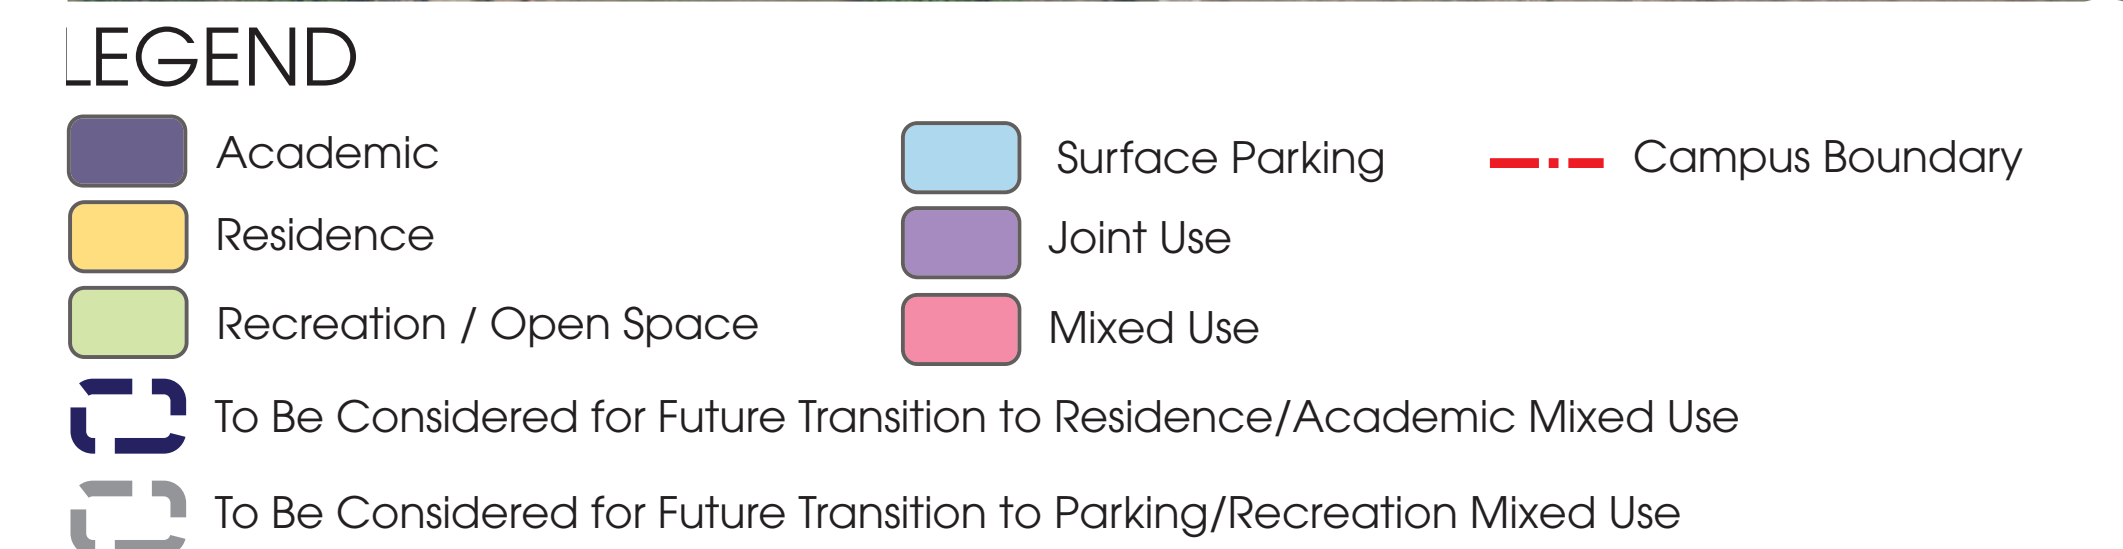 LEGEND
Academic
Surface Parking
Campus Boundary
Residence
Joint Use
Recreation / Open Space
Mixed Use
To Be Considered for Future Transition to Residence/Academic Mixed Use
To Be Considered for Future Transition to Parking/Recreation Mixed Use